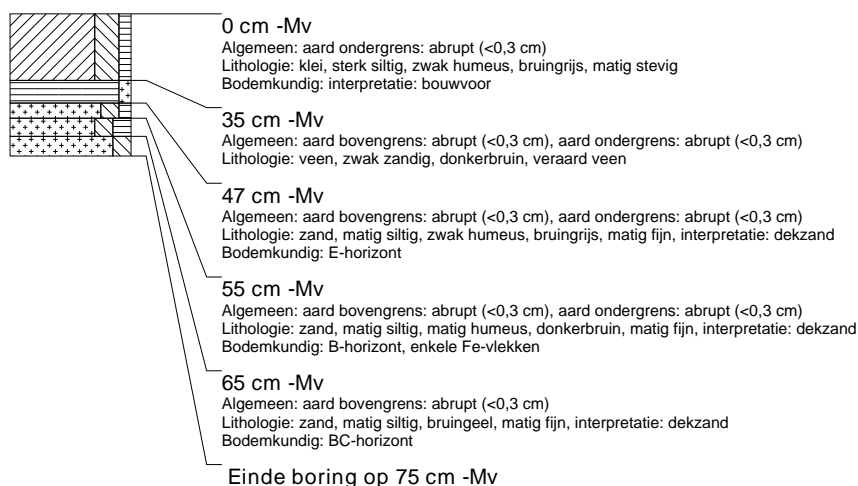 0 cm -Mv
Algemeen: aard ondergrens: abrupt (<0,3 cm)
Lithologie: klei, sterk siltig, zwak humeus, bruingrijs, matig stevig
Bodemkundig: interpretatie: bouwvoor
35 cm -Mv
Algemeen: aard bovengrens: abrupt (<0,3 cm), aard ondergrens: abrupt (<0,3 cm)
Lithologie: veen, zwak zandig, donkerbruin, veraard veen
47 cm -Mv
Algemeen: aard bovengrens: abrupt (<0,3 cm), aard ondergrens: abrupt (<0,3 cm)
Lithologie: zand, matig siltig, zwak humeus, bruingrijs, matig fijn, interpretatie: dekzand
Bodemkundig: E-horizont
55 cm -Mv
Algemeen: aard bovengrens: abrupt (<0,3 cm), aard ondergrens: abrupt (<0,3 cm)
Lithologie: zand, matig siltig, matig humeus, donkerbruin, matig fijn, interpretatie: dekzand
Bodemkundig: B-horizont, enkele Fe-vlekken
65 cm -Mv
Algemeen: aard bovengrens: abrupt (<0,3 cm)
Lithologie: zand, matig siltig, bruingeel, matig fijn, interpretatie: dekzand
Bodemkundig: BC-horizont
Einde boring op 75 cm -Mv